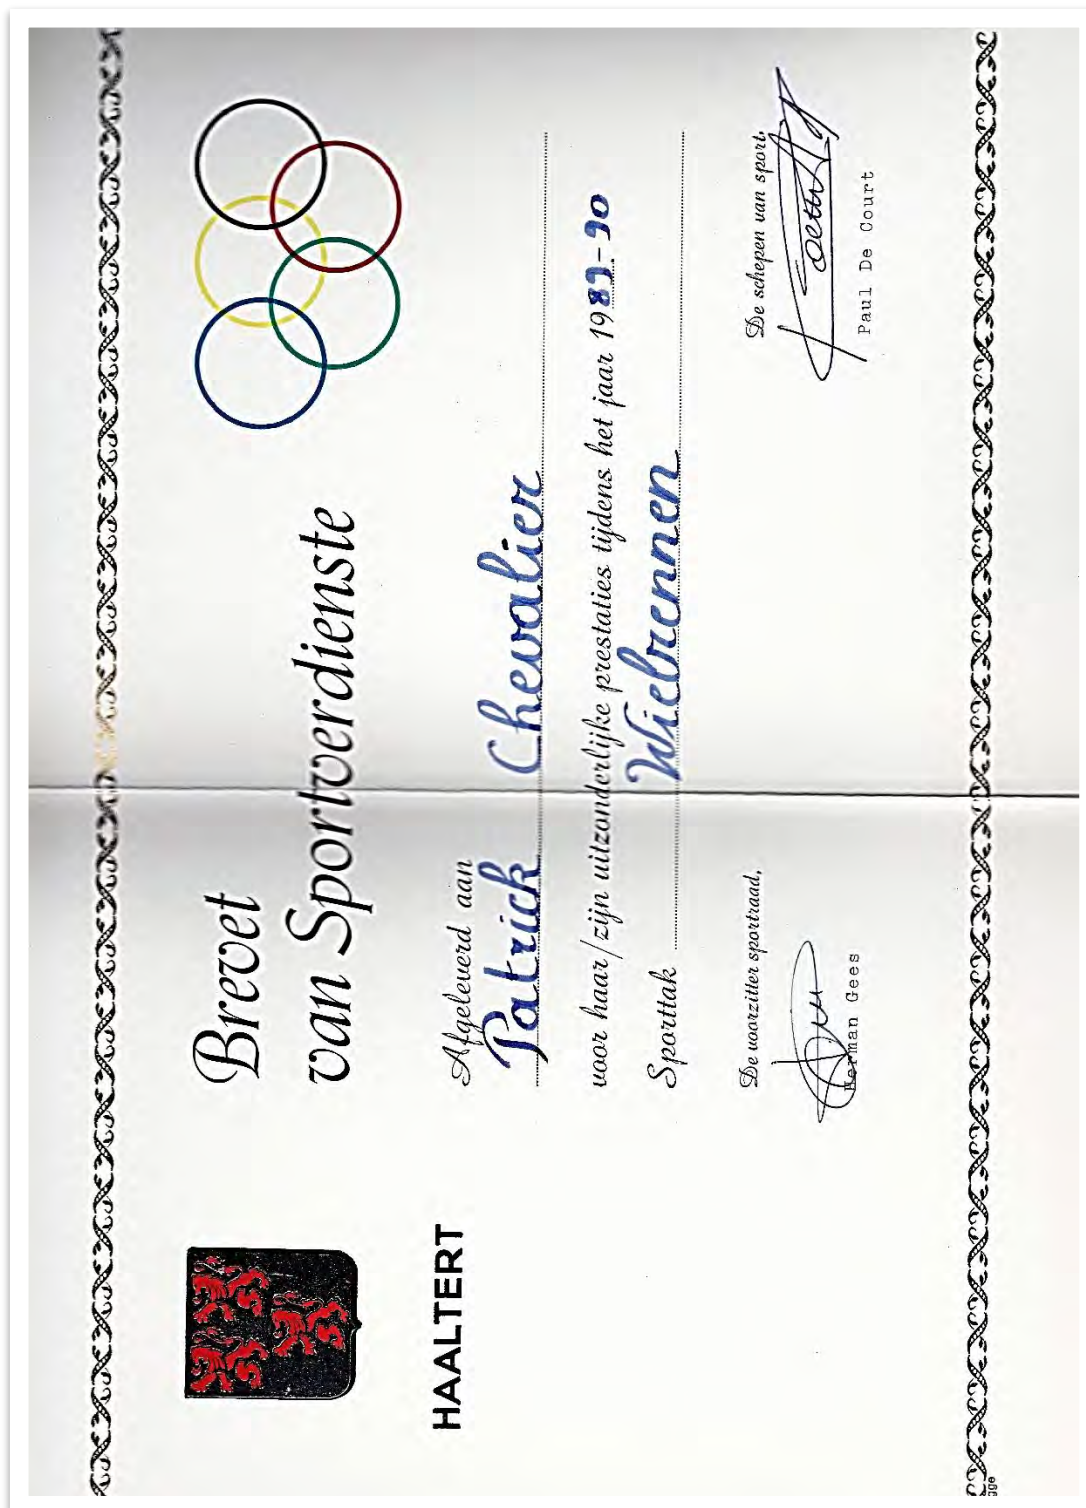 Brevet
van Sportverdienste
HAALTERT
Afgeleverd aan
Patrick Chevalier
voor haar/zijn uitzonderlijke prestaties tijdens het jaar 1989-90
Sporttak Wielrennen
De voorzitter sportraad,
Herman Gees
De schepen van sport,
Paul De Court